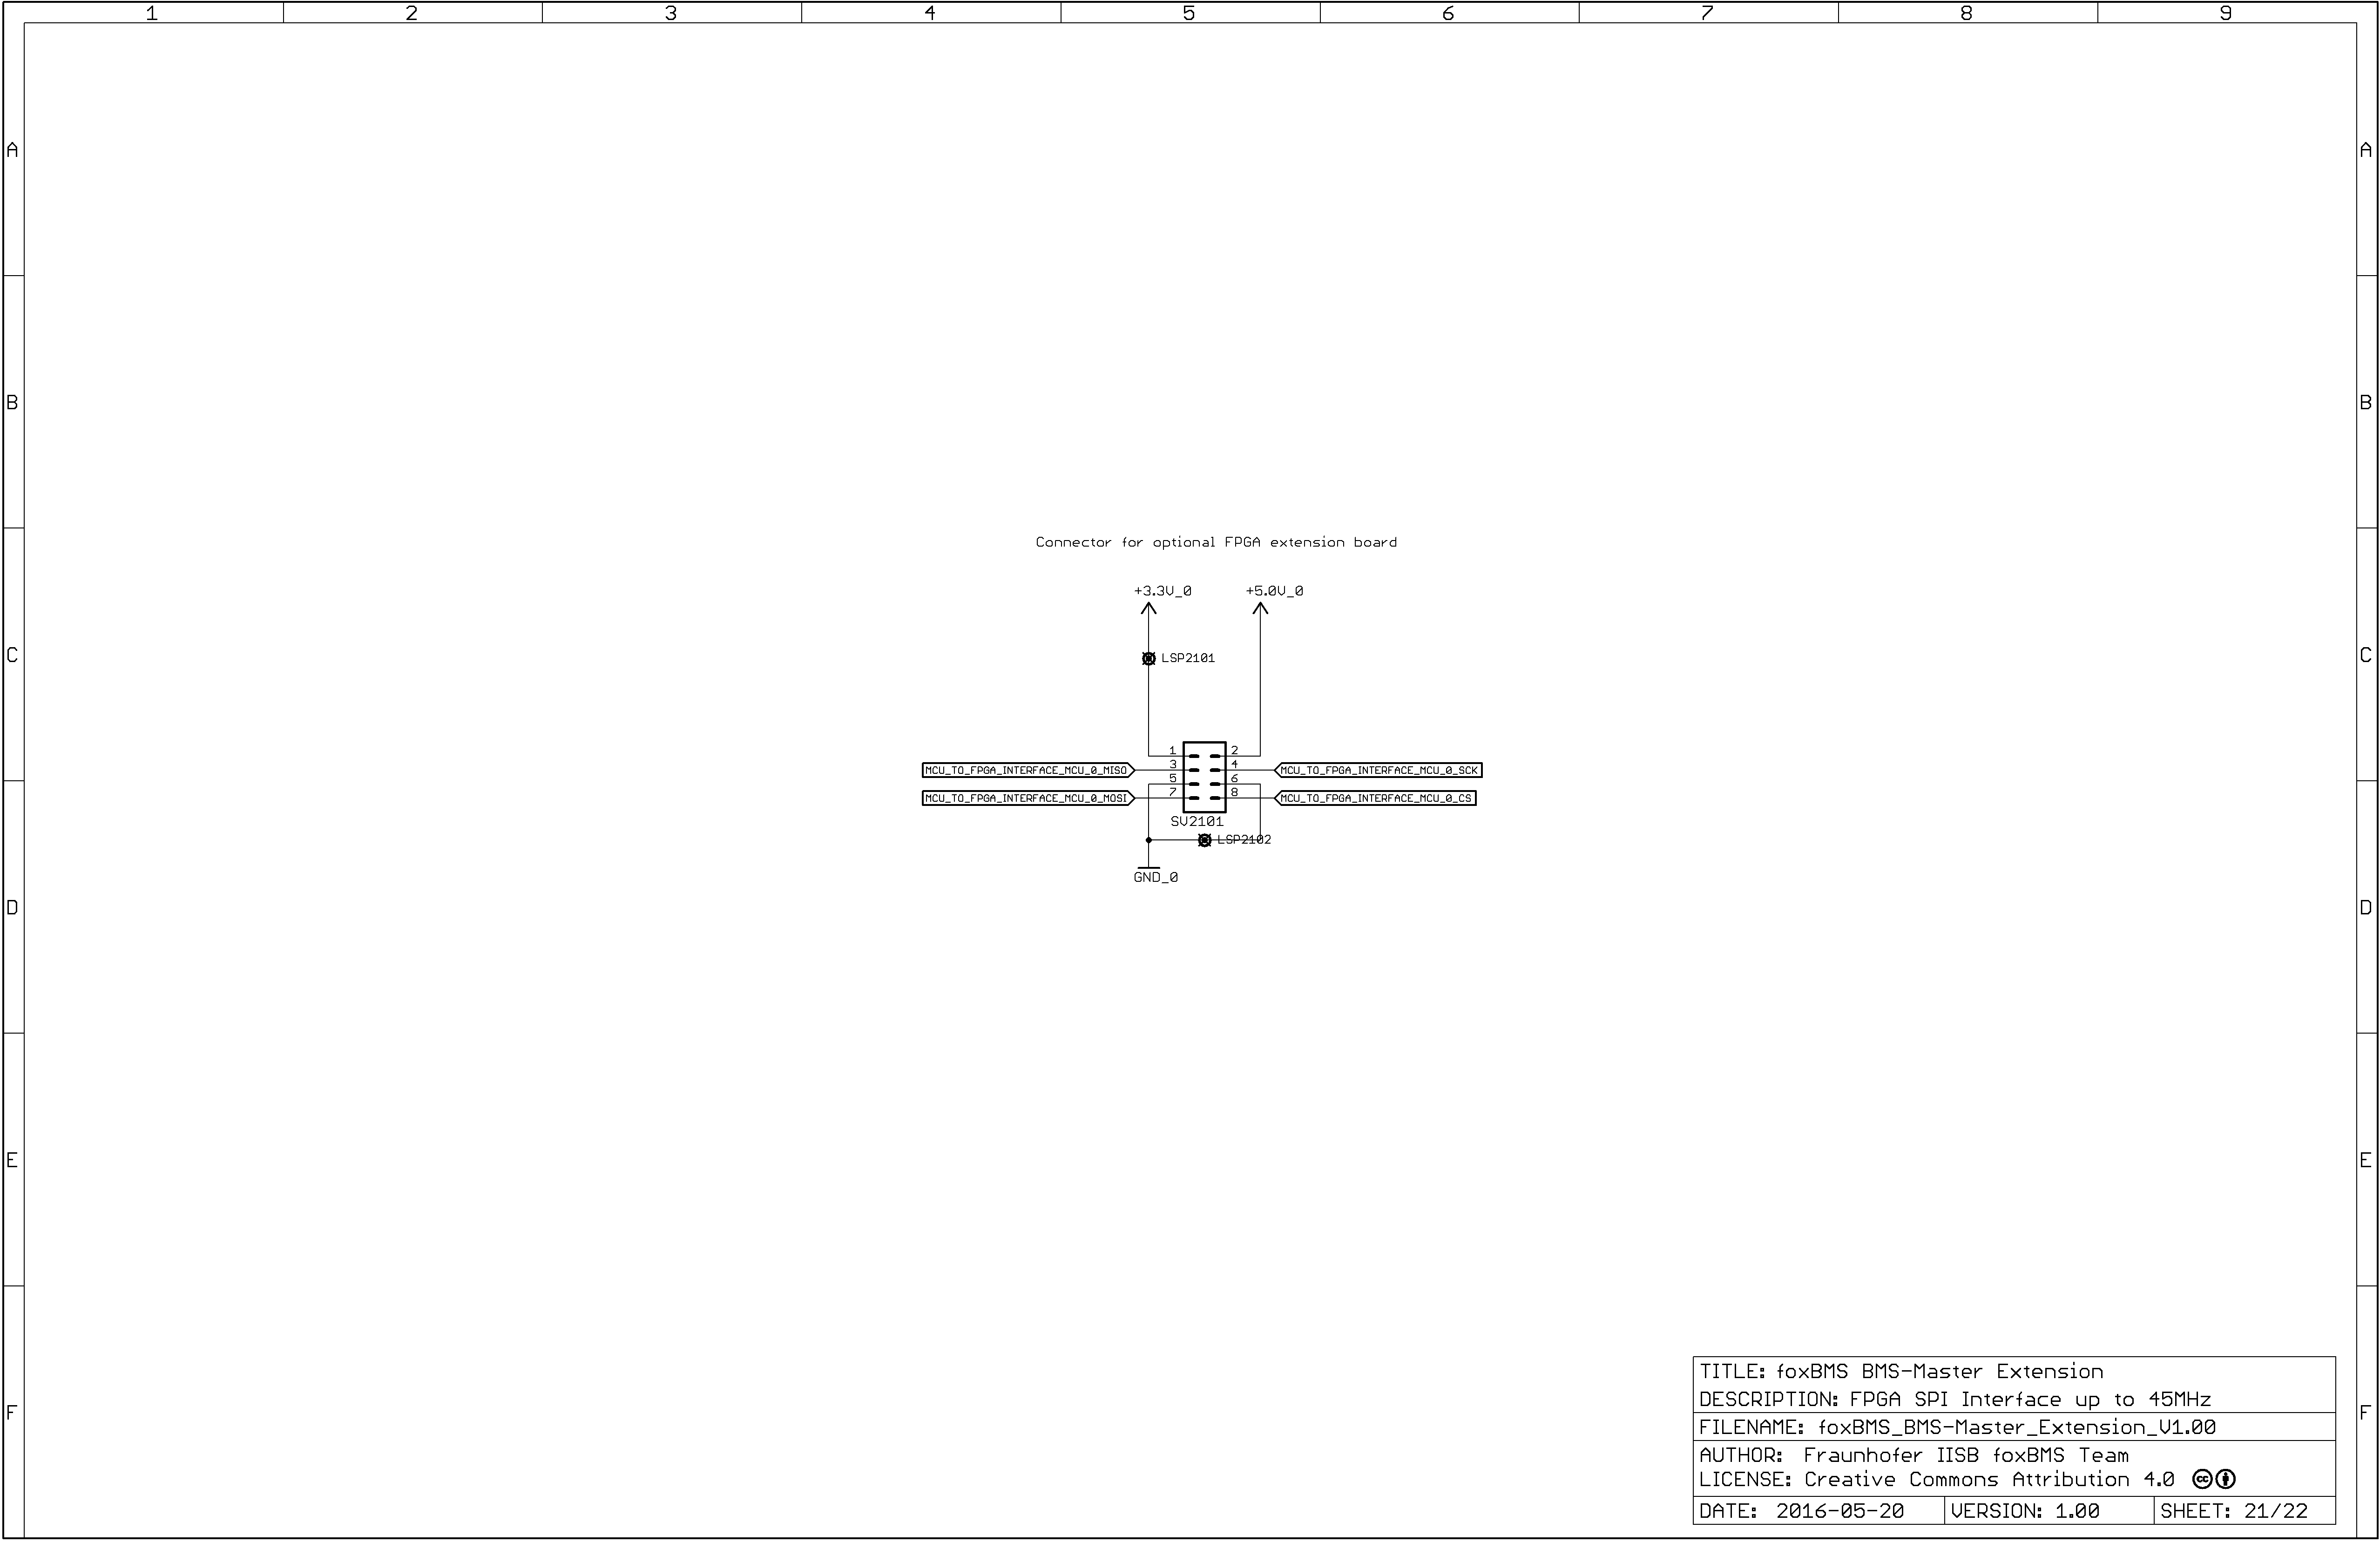 1 2 3 4 5 6 7 8 9
A A
B B
Connector for optional FPGA extension board
+3.3V_0 +5.0V_0
C C
LSP2101
1 2
MCU_TO_FPGA_INTERFACE_MCU_0_MISO 3 4 MCU_TO_FPGA_INTERFACE_MCU_0_SCK
5 6
MCU_TO_FPGA_INTERFACE_MCU_0_MOSI 7 8 MCU_TO_FPGA_INTERFACE_MCU_0_CS
SV2101
LSP2102
GND_0
D D
E E
TITLE: foxBMS BMS-Master Extension
DESCRIPTION: FPGA SPI Interface up to 45MHz
F F
FILENAME: foxBMS_BMS-Master_Extension_V1.00
AUTHOR: Fraunhofer IISB foxBMS Team
LICENSE: Creative Commons Attribution 4.0 cc
DATE: 2016-05-20 VERSION: 1.00 SHEET: 21/22